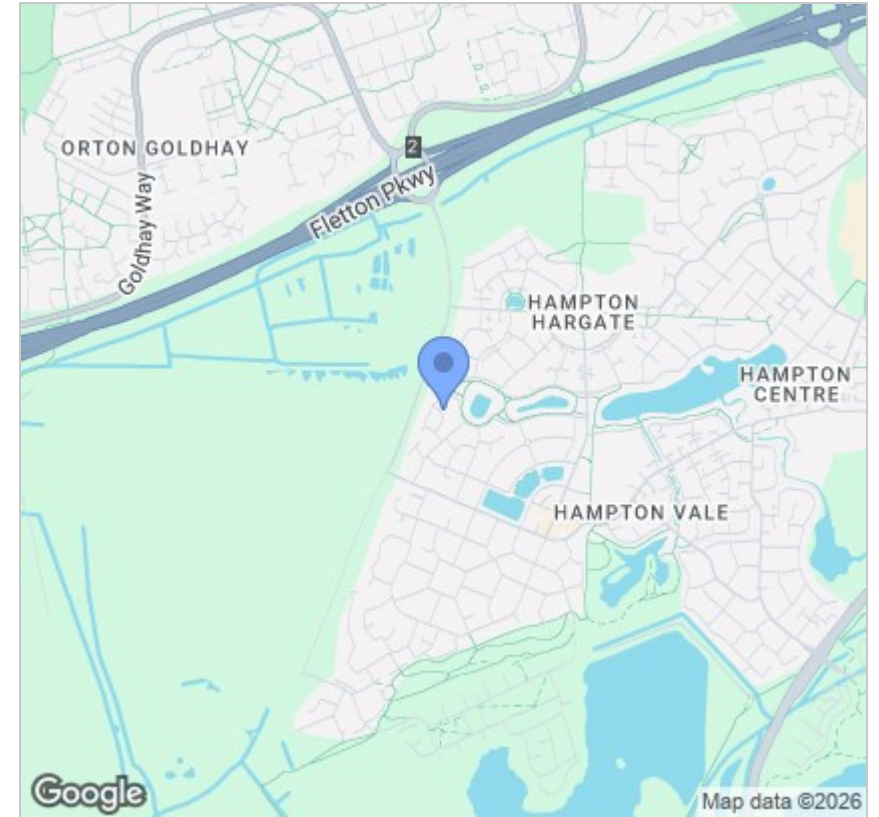 ORTON GOLDHAY
2
Fletton Pkwy
Goldhay Way
HAMPTON
HARGATE
HAMPTON
CENTRE
HAMPTON VALE
Google
Map data ©2026